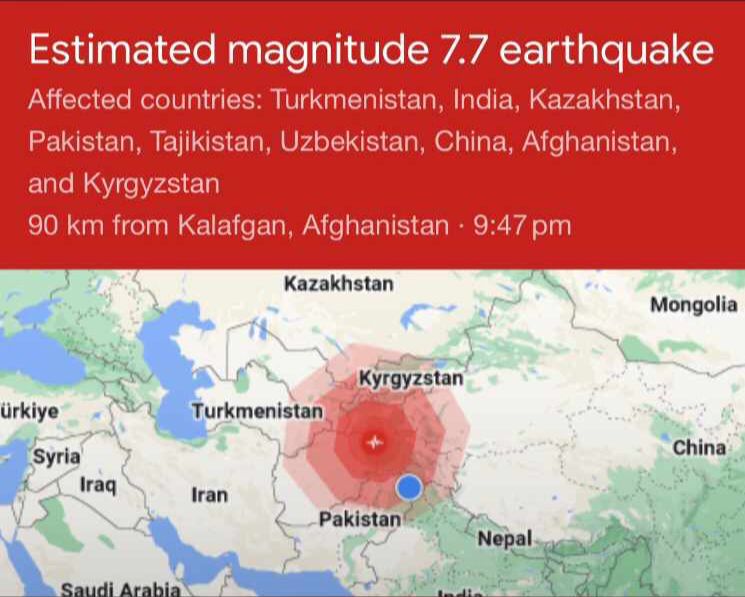 Estimated magnitude 7.7 earthquake
Affected countries: Turkmenistan, India, Kazakhstan,
Pakistan, Tajikistan, Uzbekistan, China, Afghanistan,
and Kyrgyzstan
90 km from Kalafgan, Afghanistan · 9:47 pm
Kazakhstan
Mongolia
Kyrgyzstan
ürkiye
Turkmenistan
Syria
China
Iraq
Iran
Pakistan
Nepal
Saudi Arabia
India